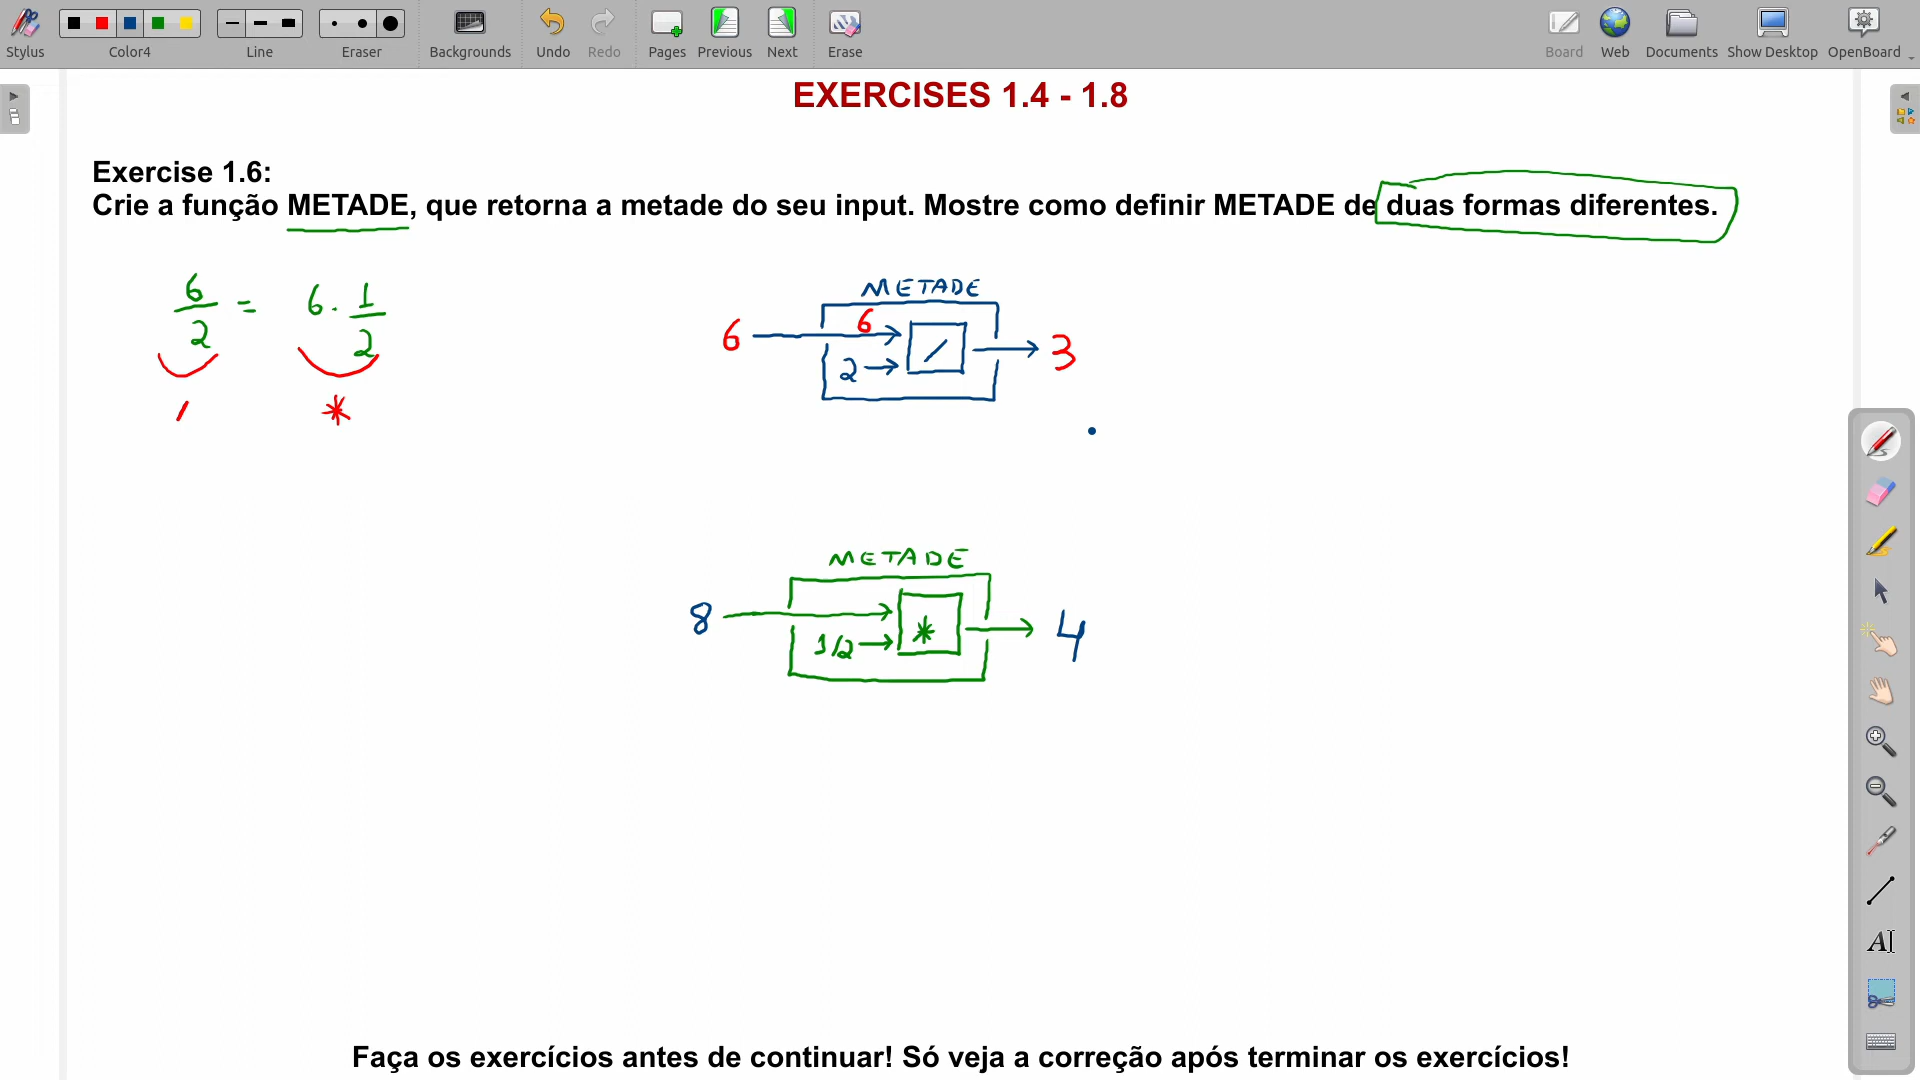 Stylus Color4 Line Eraser Backgrounds Undo Redo Pages Previous Next Erase Board Web Documents Show Desktop OpenBoard
EXERCISES 1.4 - 1.8
Exercise 1.6:
Crie a função METADE, que retorna a metade do seu input. Mostre como definir METADE de duas formas diferentes.
6/2 = 6 . 1/2
/ *
METADE
6 6 / 3
2
METADE
8 * 4
1/2
Faça os exercícios antes de continuar! Só veja a correção após terminar os exercícios!